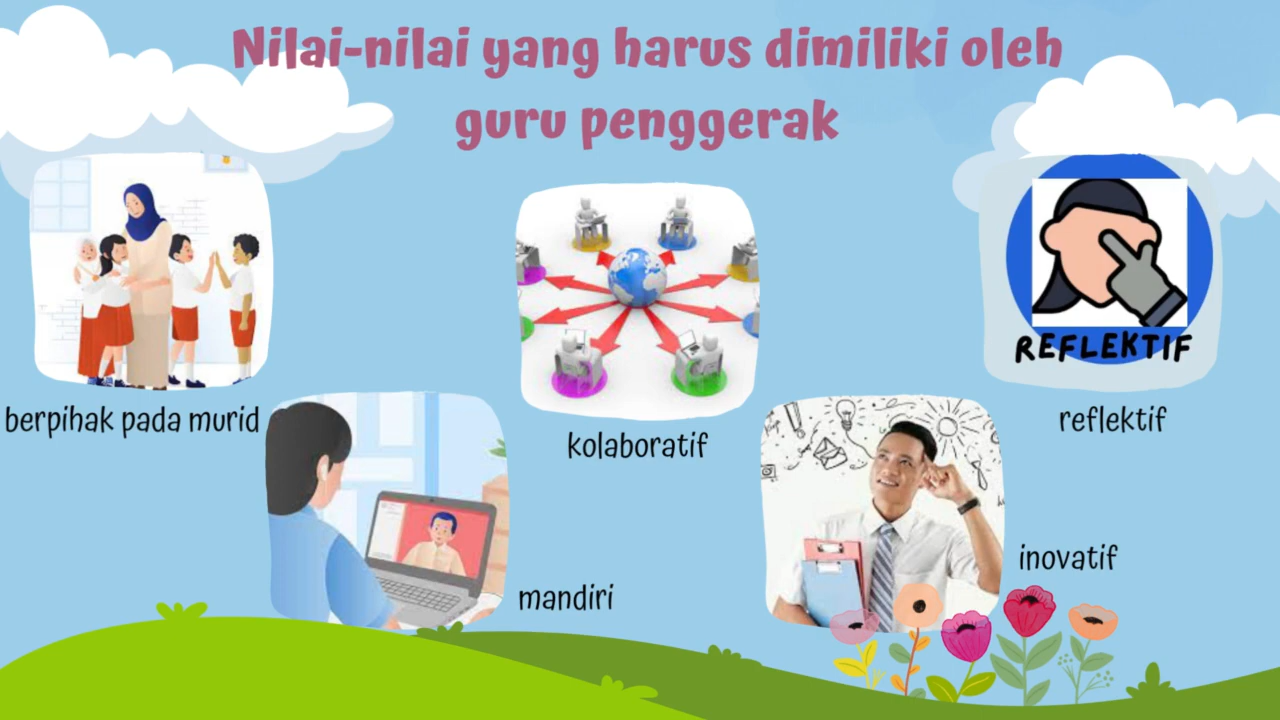 Nilai-nilai yang harus dimiliki oleh
guru penggerak
berpihak pada murid
mandiri
kolaboratif
inovatif
REFLEKTIF
reflektif